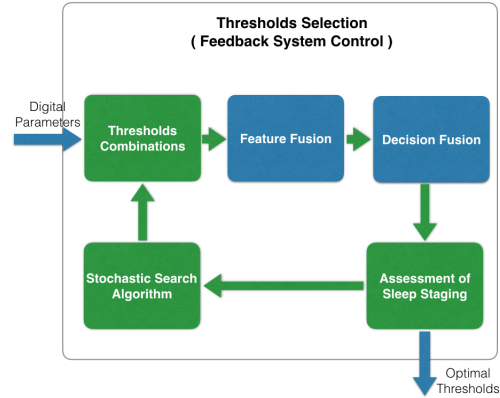 Thresholds Selection
( Feedback System Control )
Digital
Parameters
Thresholds
Combinations
Feature Fusion
Decision Fusion
Stochastic Search
Algorithm
Assessment of
Sleep Staging
Optimal
Thresholds